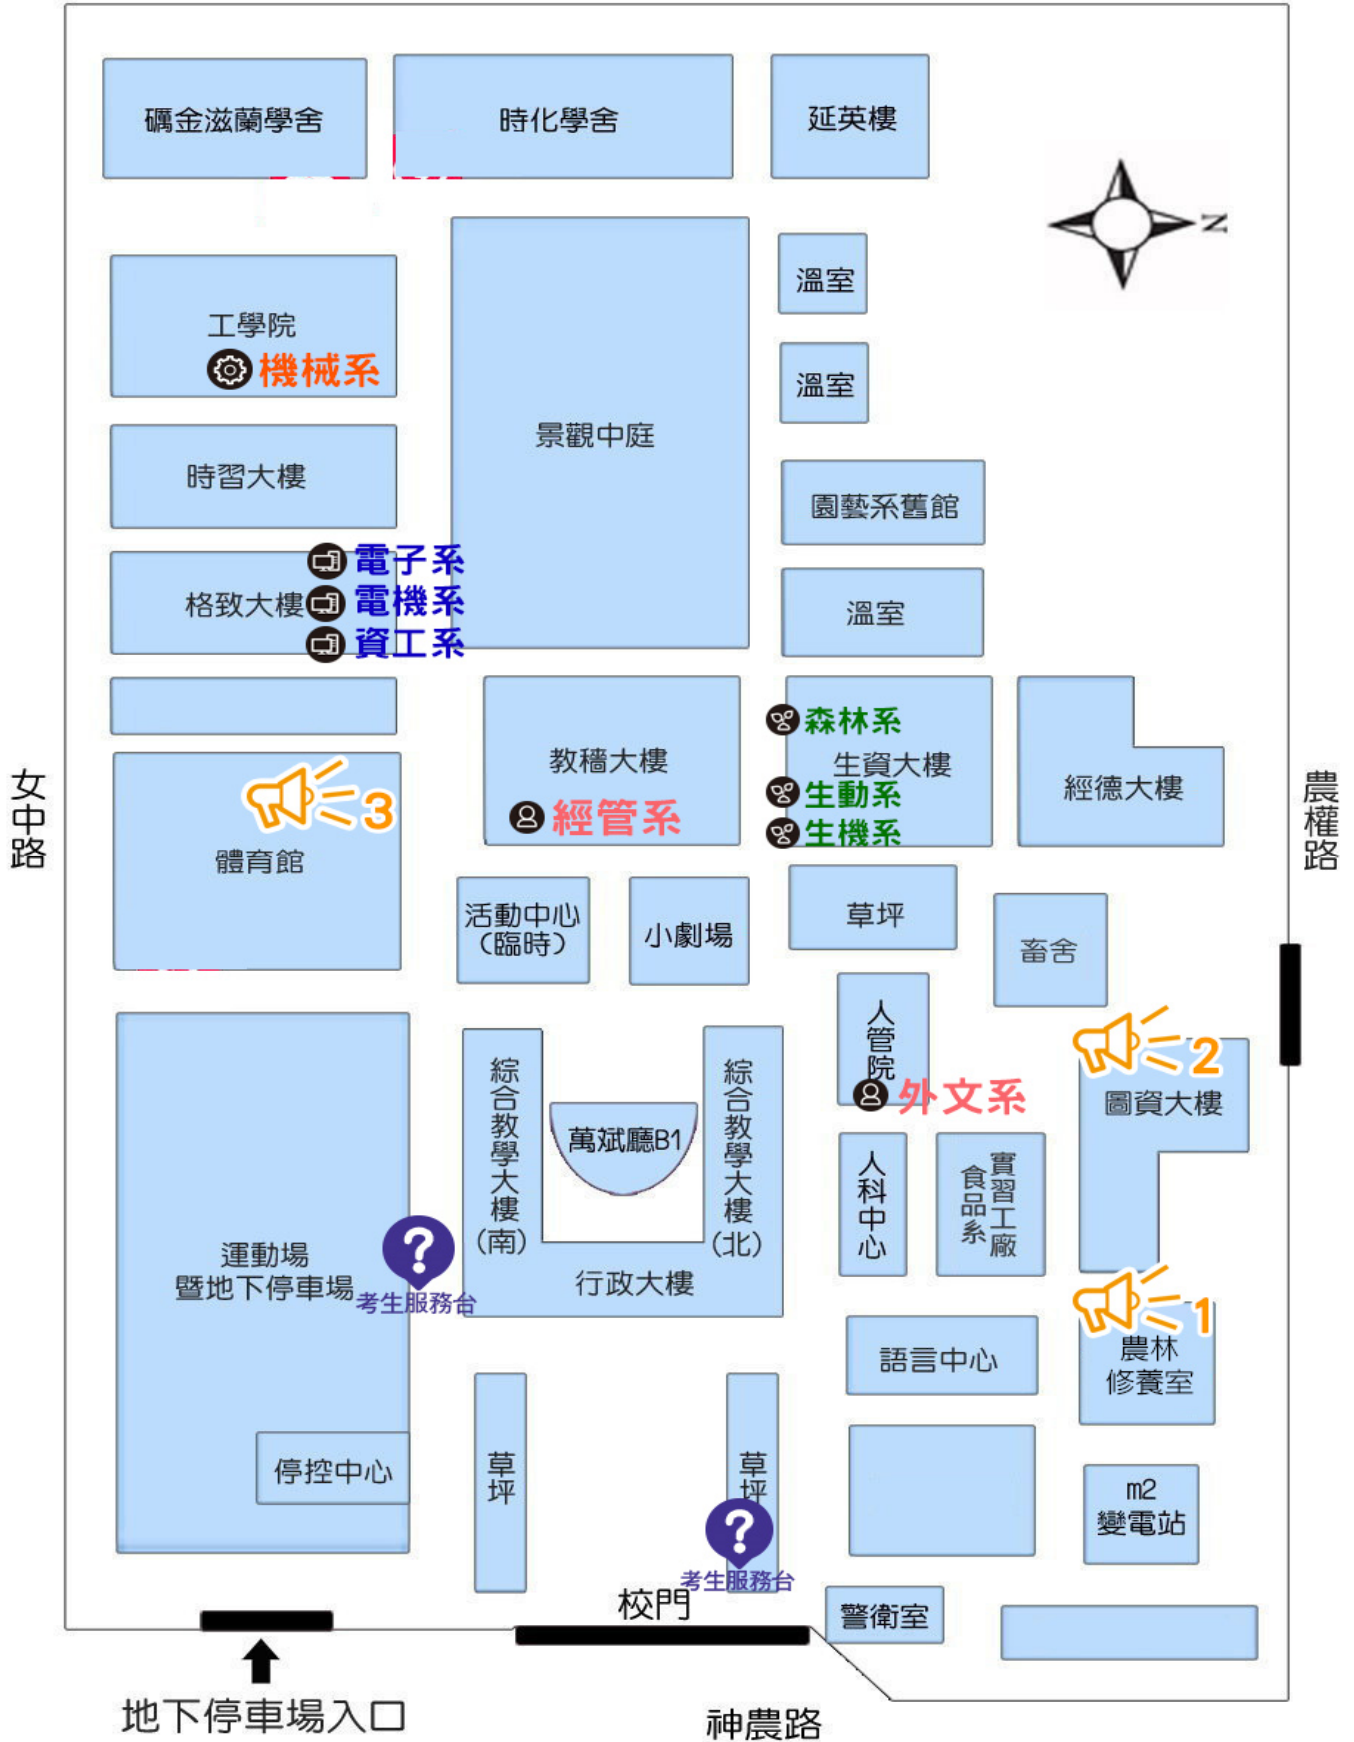 礪金滋蘭學舍
時化學舍
延英樓
N
工學院
機械系
溫室
溫室
景觀中庭
時習大樓
園藝系舊館
電子系
格致大樓
電機系
資工系
溫室
教穡大樓
經管系
森林系
生資大樓
生動系
生機系
經德大樓
女中路
農權路
3
體育館
活動中心
（臨時）
小劇場
草坪
畜舍
人管院
外文系
2
圖資大樓
綜合教學大樓(南)
萬斌廳B1
綜合教學大樓(北)
人科中心
實習工廠
食品系
運動場
暨地下停車場
考生服務台
行政大樓
1
農林
修養室
語言中心
停控中心
草坪
草坪
考生服務台
m2
變電站
校門
警衛室
地下停車場入口
神農路